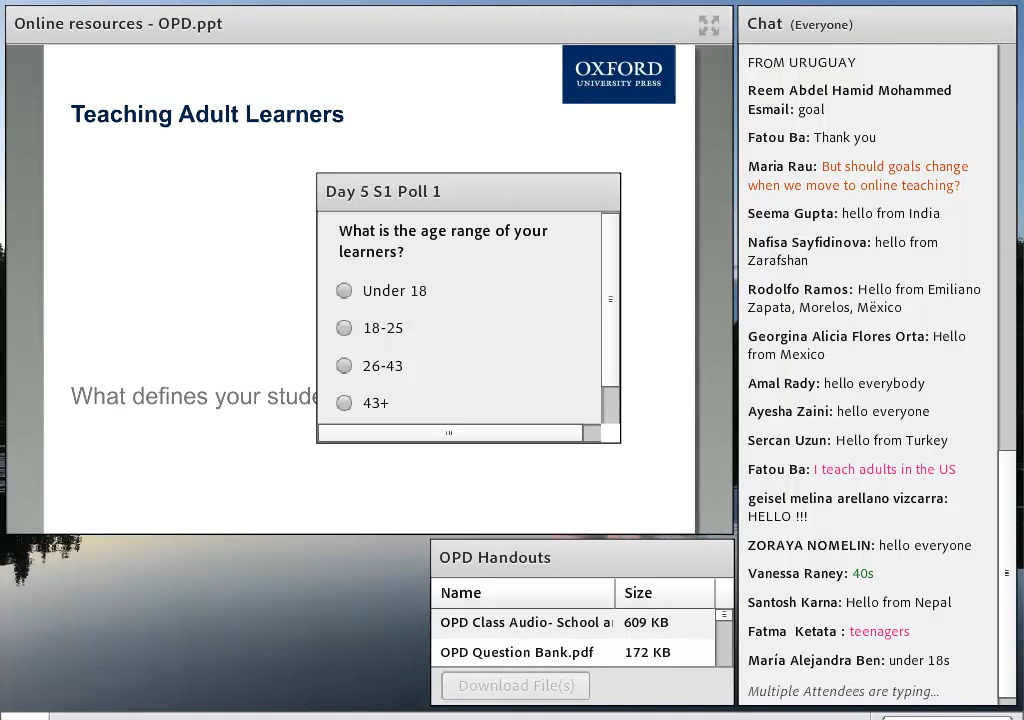 Online resources - OPD.ppt
OXFORD
UNIVERSITY PRESS
Teaching Adult Learners
What defines your
Day 5 S1 Poll 1
What is the age range of your
learners?
Under 18
18-25
26-43
43+
OPD Handouts
Name Size
OPD Class Audio- School 609 KB
OPD Question Bank.pdf 172 KB
Download File(s)
Chat (Everyone)
FROM URUGUAY
Reem Abdel Hamid Mohammed
Esmail: goal
Fatou Ba: Thank you
Maria Rau: But should goals change
when we move to online teaching?
Seema Gupta: hello from India
Nafisa Sayfidinova: hello from
Zarafshan
Rodolfo Ramos: Hello from Emiliano
Zapata, Morelos, Mëxico
Georgina Alicia Flores Orta: Hello
from Mexico
Amal Rady: hello everybody
Ayesha Zaini: hello everyone
Sercan Uzun: Hello from Turkey
Fatou Ba: I teach adults in the US
geisel melina arellano vizcarra:
HELLO !!!
ZORAYA NOMELIN: hello everyone
Vanessa Raney: 40s
Santosh Karna: Hello from Nepal
Fatma Ketata : teenagers
María Alejandra Ben: under 18s
Multiple Attendees are typing...